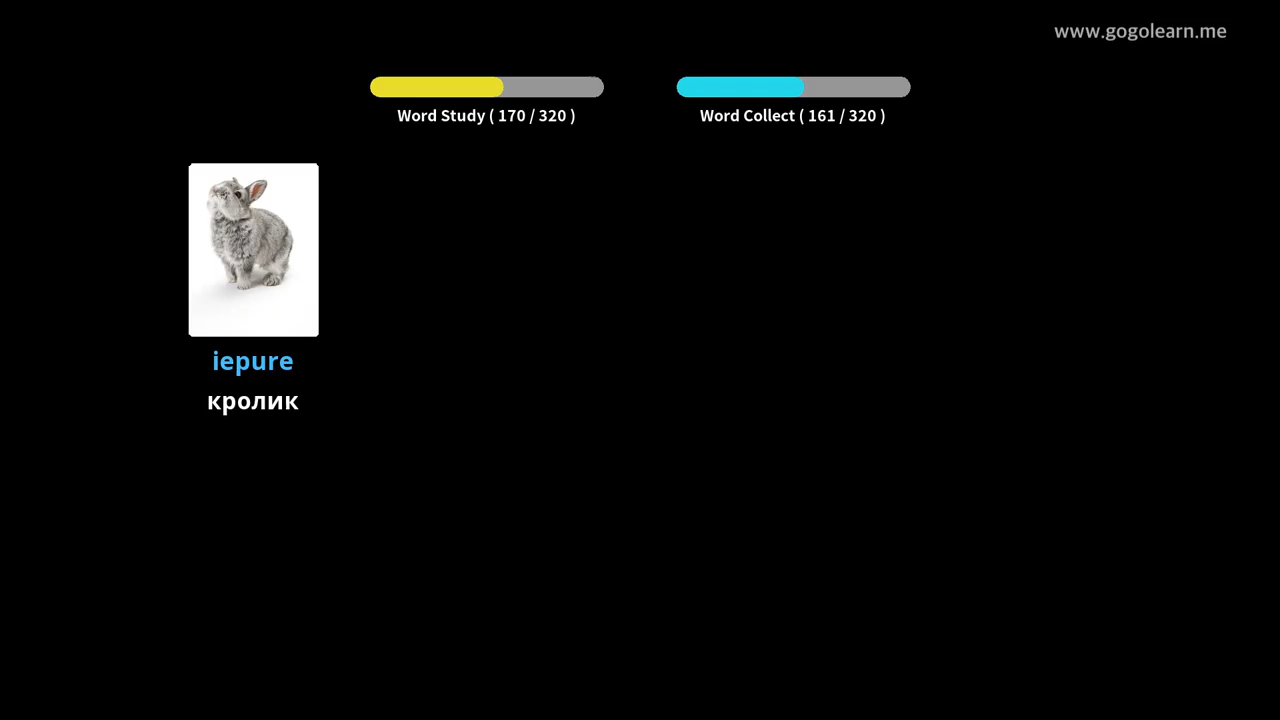 www.gogolearn.me
Word Study ( 170 / 320 )
Word Collect ( 161 / 320 )
iepure
кролик